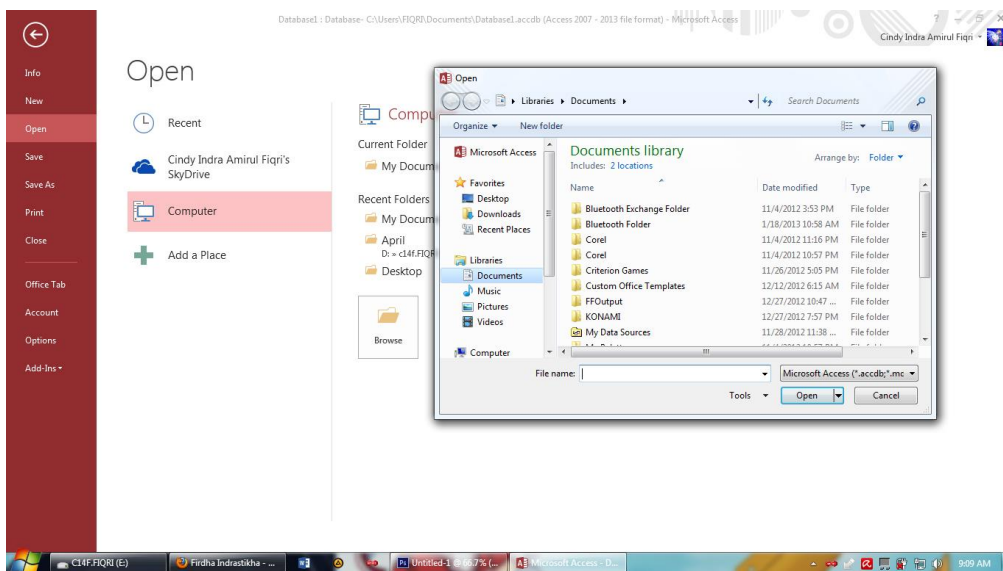 Database1 : Database- C:\Users\FIQRI\Documents\Database1.accdb (Access 2007 - 2013 file format) - Microsoft Access
?
Cindy Indra Amirul Fiqri
Info
New
Open
Save
Save As
Print
Close
Office Tab
Account
Options
Add-Ins
Open
Recent
Cindy Indra Amirul Fiqri's
SkyDrive
Computer
Add a Place
Compu
Current Folder
My Docum
Recent Folders
My Docum
April
D: » c14f.FIQR
Desktop
Browse
Open
Libraries Documents
Search Documents
Organize New folder
Microsoft Access
Favorites
Desktop
Downloads
Recent Places
Libraries
Documents
Music
Pictures
Videos
Computer
Documents library
Includes: 2 locations
Arrange by: Folder
Name Date modified Type
Bluetooth Exchange Folder 11/4/2012 3:53 PM File folder
Bluetooth Folder 1/18/2013 10:58 AM File folder
Corel 11/4/2012 11:16 PM File folder
Corel 11/4/2012 10:57 PM File folder
Criterion Games 11/26/2012 5:05 PM File folder
Custom Office Templates 12/12/2012 6:15 AM File folder
FFOutput 12/27/2012 10:47 ... File folder
KONAMI 12/27/2012 7:57 PM File folder
My Data Sources 11/28/2012 11:38 ... File folder
File name: Microsoft Access (*.accdb;*.mc
Tools Open Cancel
C14F.FIQRI (E:) Firdha Indrastikha - ... Untitled-1 @ 66.7% (... Microsoft Access - D... 9:09 AM